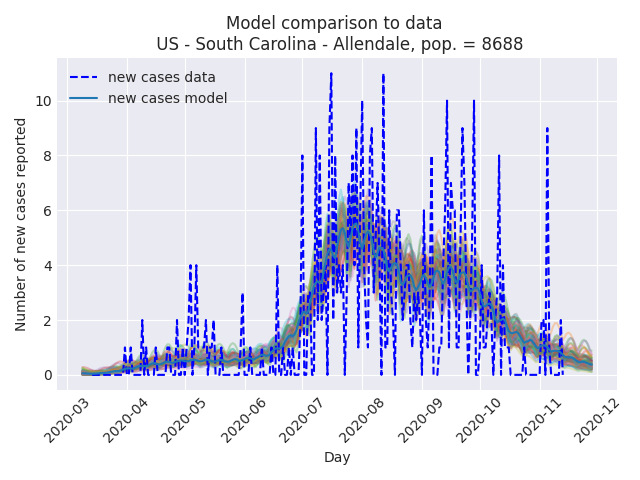 Model comparison to data
US - South Carolina - Allendale, pop. = 8688
new cases data
new cases model
Number of new cases reported
10
8
6
4
2
0
2020-03
2020-04
2020-05
2020-06
2020-07
2020-08
2020-09
2020-10
2020-11
2020-12
Day